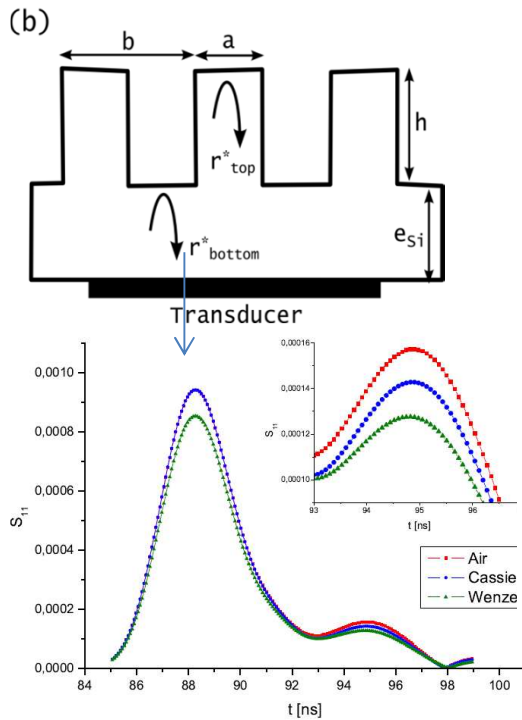 (b)
b
a
h
r*top
eSi
r*bottom
Transducer
0,0010
0,0008
0,0006
0,0004
0,0002
0,0000
S11
84
86
88
90
92
94
96
98
100
t [ns]
0,00016
0,00014
0,00012
0,00010
S11
93
94
95
96
t [ns]
Air
Cassie
Wenze